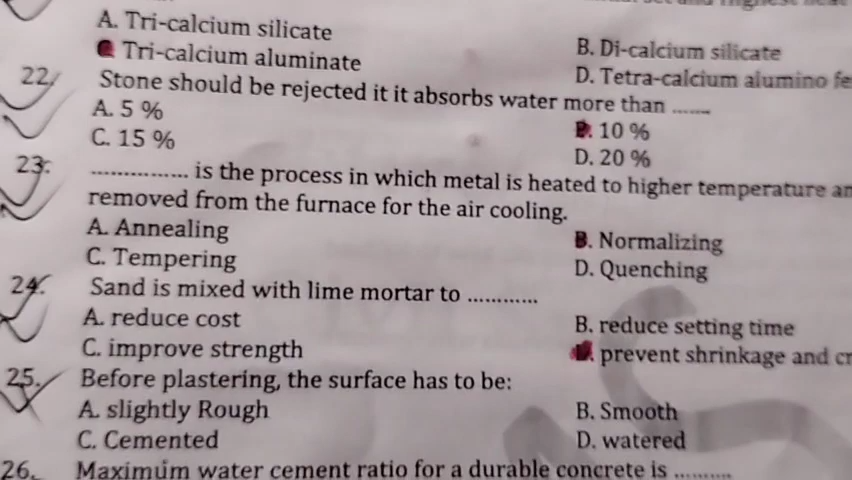 A. Tri-calcium silicate
B. Di-calcium silicate
Tri-calcium aluminate
D. Tetra-calcium alumino
22. Stone should be rejected it it absorbs water more than .......
A. 5 %
B. 10 %
C. 15 %
D. 20 %
23. ................ is the process in which metal is heated to higher temperature
removed from the furnace for the air cooling.
A. Annealing
B. Normalizing
C. Tempering
D. Quenching
24. Sand is mixed with lime mortar to ............
A. reduce cost
B. reduce setting time
C. improve strength
D. prevent shrinkage and
25. Before plastering, the surface has to be:
A. slightly Rough
B. Smooth
C. Cemented
D. watered
26. Maximum water cement ratio for a durable concrete is ..........